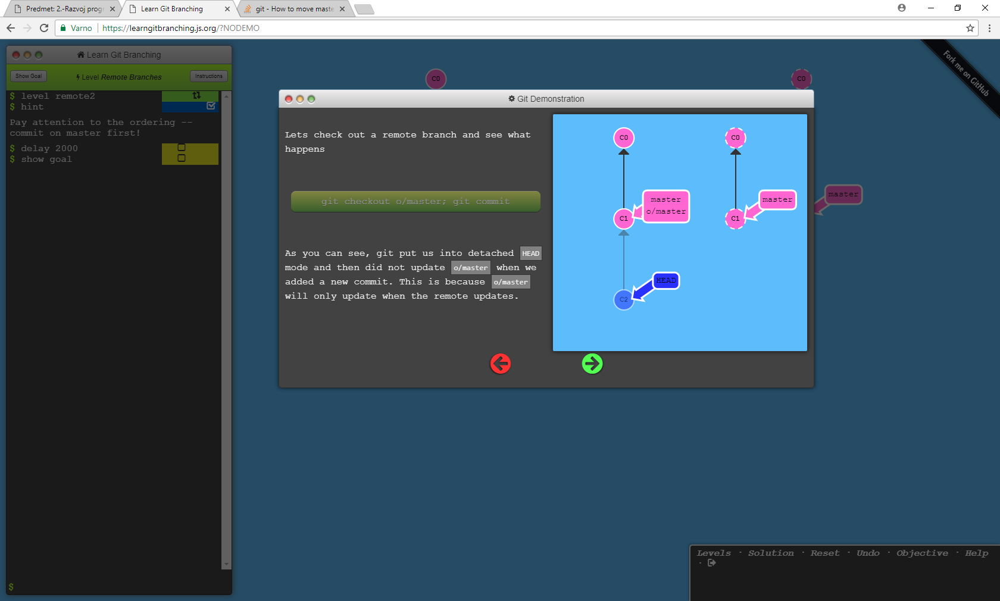 Predmet: 2.-Razvoj progr
Learn Git Branching
git - How to move maste
Varno
https://learngitbranching.js.org/?NODEMO
Fork me on GitHub
Learn Git Branching
Show Goal
Level Remote Branches
Instructions
$ level remote2
$ hint
Pay attention to the ordering --
commit on master first!
$ delay 2000
$ show goal
$
C0
C0
master
Git Demonstration
Lets check out a remote branch and see what
happens
git checkout o/master; git commit
As you can see, git put us into detached HEAD
mode and then did not update o/master when we
added a new commit. This is because o/master
will only update when the remote updates.
C0
C0
master
o/master
master
C1
C1
HEAD
C2
Levels · Solution · Reset · Undo · Objective · Help
·